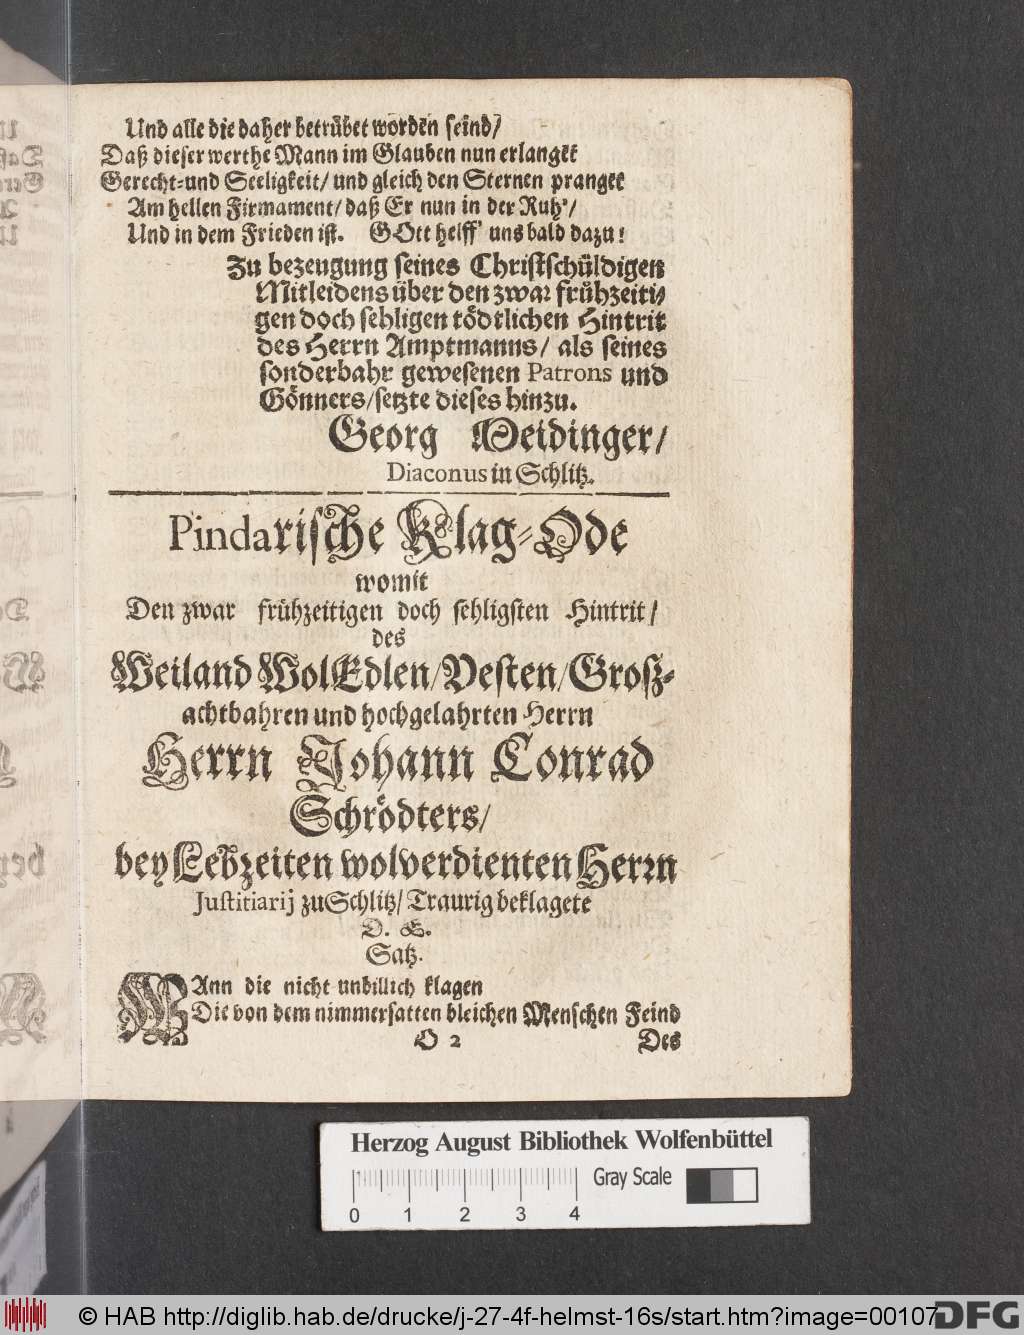 Und alle die daher betrübet worden seind/
Daß dieser werthe Mann im Glauben nun erlanget
Gerecht-und Seeligkeit/ und gleich den Sternen pranget
Am hellen Firmament/ daß Er nun in der Ruh'/
Und in dem Frieden ist. GOtt helff' uns bald dazu!
Zu bezeugung seines Christschüldigen
Mitleidens über den zwar frühzeiti-
gen doch sehligen tödtlichen Hintrit
des Herrn Amptmanns/ als seines
sonderbahr gewesenen Patrons und
Gönners/setzte dieses hinzu.
Georg Meidinger/
Diaconus in Schlitz.
Pindarische Klag-Ode
womit
Den zwar frühzeitigen doch sehligsten Hintrit/
des
Weiland WolEdlen/Vesten/Groß-
achtbahren und hochgelahrten Herrn
Herrn Johann Conrad
Schrödters/
bey Lebzeiten wolverdienten Herrn
Justitiarij zu Schlitz/ Traurig beklagete
D. E.
Satz.
WAnn die nicht unbillich klagen
Die von dem nimmersatten bleichen Menschen Feind
O 2 Des
Herzog August Bibliothek Wolfenbüttel
Gray Scale
0 1 2 3 4
© HAB http://diglib.hab.de/drucke/j-27-4f-helmst-16s/start.htm?image=00107
DFG